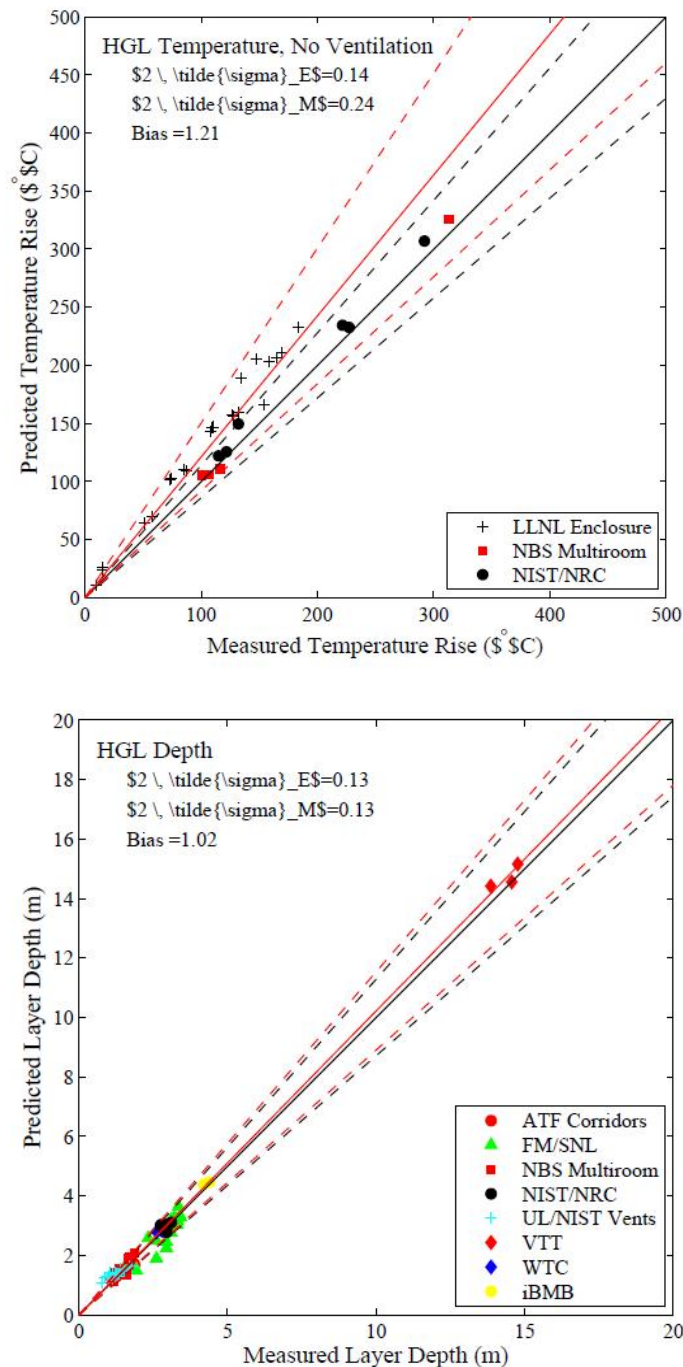 HGL Temperature, No Ventilation
$2 \, \tilde{\sigma}_E$=0.14
$2 \, \tilde{\sigma}_M$=0.24
Bias =1.21
Predicted Temperature Rise ($^\circ$C)
500
450
400
350
300
250
200
150
100
50
0
LLNL Enclosure
NBS Multiroom
NIST/NRC
0 100 200 300 400 500
Measured Temperature Rise ($^\circ$C)
HGL Depth
$2 \, \tilde{\sigma}_E$=0.13
$2 \, \tilde{\sigma}_M$=0.13
Bias =1.02
Predicted Layer Depth (m)
20
18
16
14
12
10
8
6
4
2
0
ATF Corridors
FM/SNL
NBS Multiroom
NIST/NRC
UL/NIST Vents
VTT
WTC
iBMB
0 5 10 15 20
Measured Layer Depth (m)